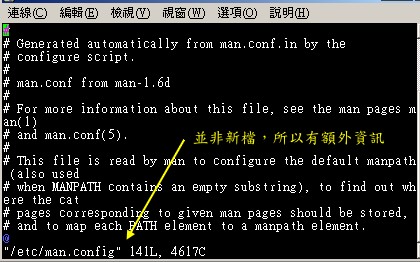 連線(C) 編輯(E) 檢視(V) 視窗(W) 選項(O) 說明(H)
#
# Generated automatically from man.conf.in by the
# configure script.
#
# man.conf from man-1.6d
#
# For more information about this file, see the man pages m
an(1)
# and man.conf(5).
並非新檔，所以有額外資訊
#
# This file is read by man to configure the default manpath
 (also used
# when MANPATH contains an empty substring), to find out wh
ere the cat
# pages corresponding to given man pages should be stored,
# and to map each PATH element to a manpath element.
@
"/etc/man.config" 141L, 4617C